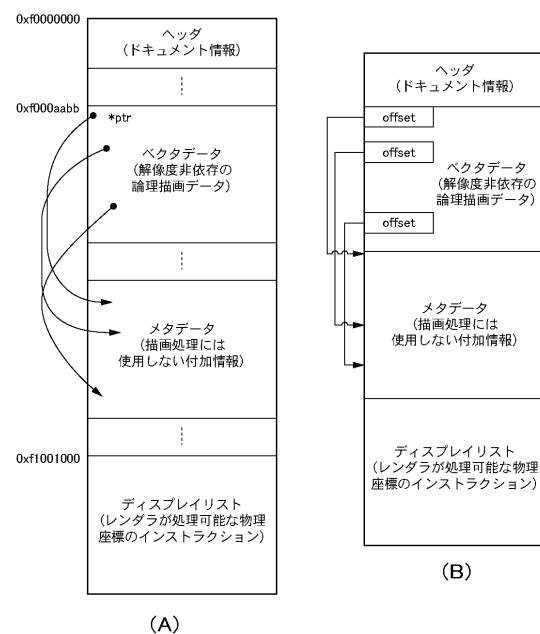 0xf0000000
ヘッダ
(ドキュメント情報)
0xf000aabb
*ptr
ベクタデータ
(解像度非依存の
論理描画データ)
メタデータ
(描画処理には
使用しない付加情報)
0xf1001000
ディスプレイリスト
(レンダラが処理可能な物理
座標のインストラクション)
(A)
ヘッダ
(ドキュメント情報)
offset
offset
ベクタデータ
(解像度非依存の
論理描画データ)
offset
メタデータ
(描画処理には
使用しない付加情報)
ディスプレイリスト
(レンダラが処理可能な物理
座標のインストラクション)
(B)